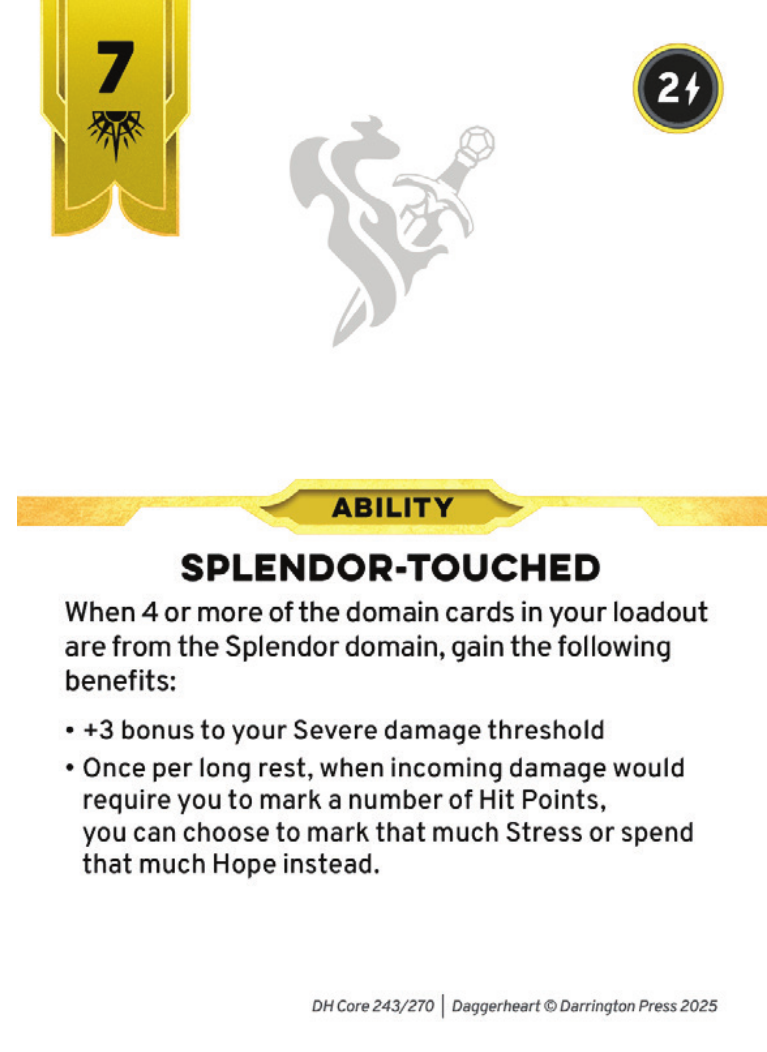 7
2
ABILITY
SPLENDOR-TOUCHED
When 4 or more of the domain cards in your loadout
are from the Splendor domain, gain the following
benefits:
• +3 bonus to your Severe damage threshold
• Once per long rest, when incoming damage would
require you to mark a number of Hit Points,
you can choose to mark that much Stress or spend
that much Hope instead.
DH Core 243/270 | Daggerheart © Darrington Press 2025